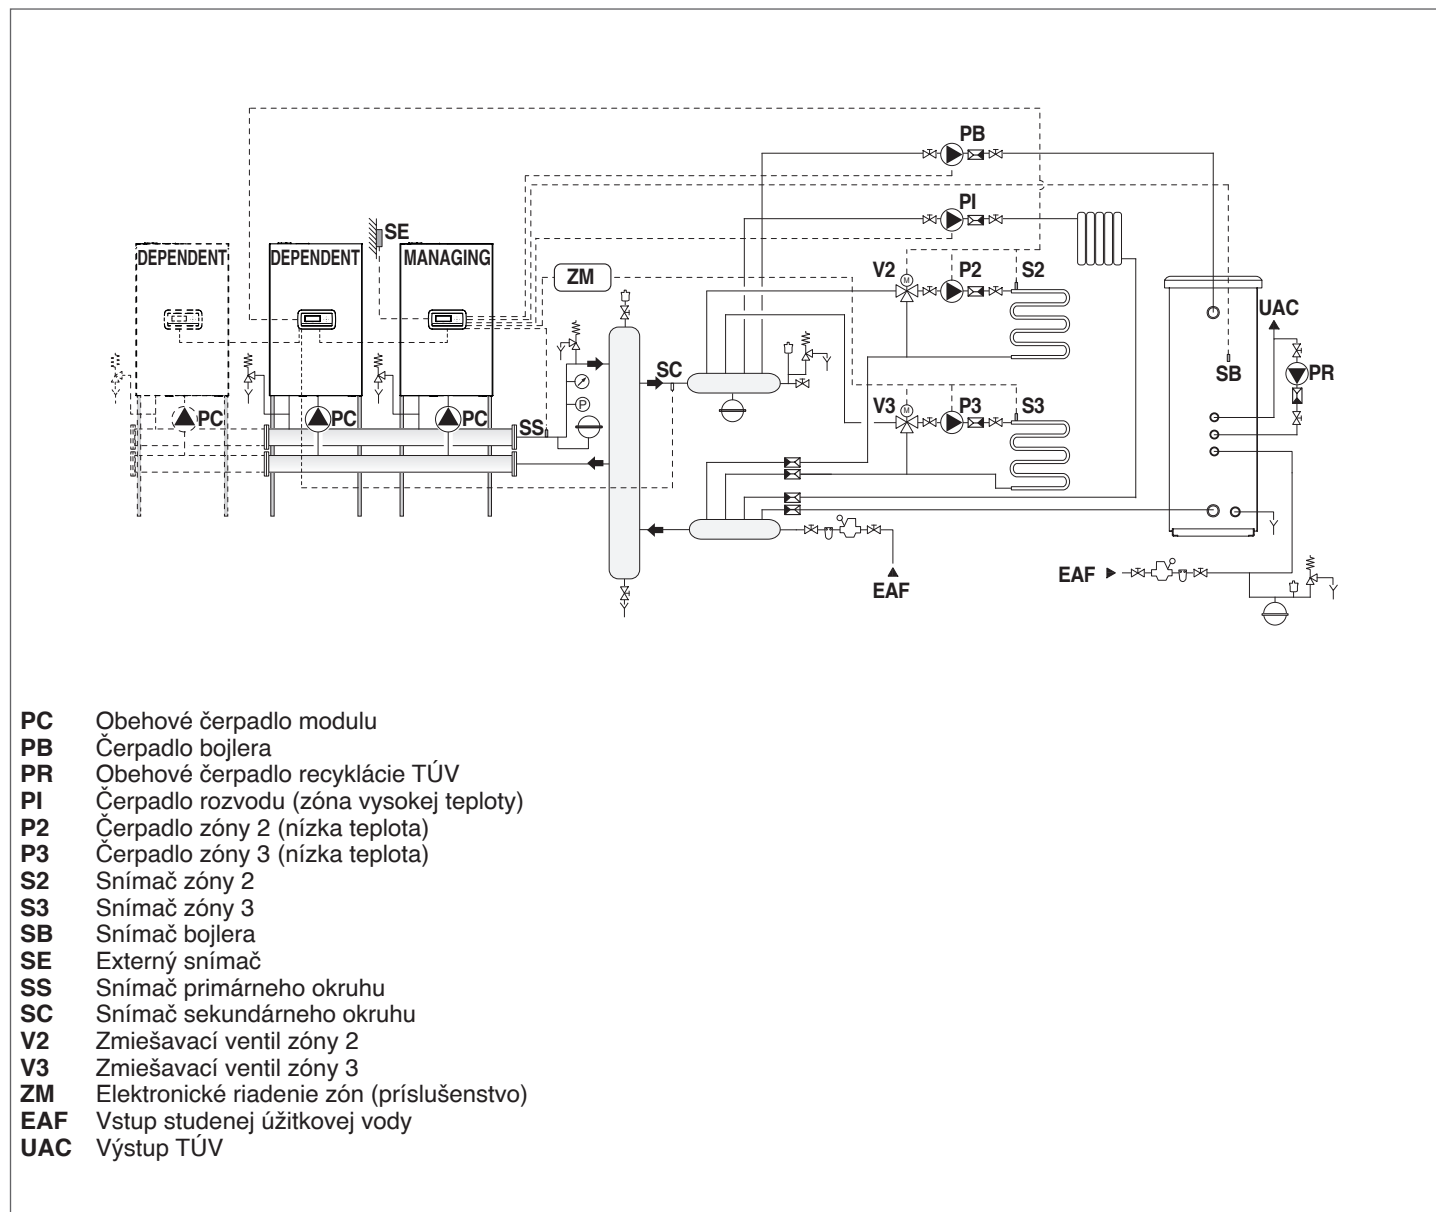 PB
PI
SE
DEPENDENT
DEPENDENT
MANAGING
ZM
V2
P2
S2
UAC
SC
SB
PR
V3
P3
S3
PC
PC
PC
SS
P
M
M
EAF
EAF
PC Obehové čerpadlo modulu
PB Čerpadlo bojlera
PR Obehové čerpadlo recyklácie TÚV
PI Čerpadlo rozvodu (zóna vysokej teploty)
P2 Čerpadlo zóny 2 (nízka teplota)
P3 Čerpadlo zóny 3 (nízka teplota)
S2 Snímač zóny 2
S3 Snímač zóny 3
SB Snímač bojlera
SE Externý snímač
SS Snímač primárneho okruhu
SC Snímač sekundárneho okruhu
V2 Zmiešavací ventil zóny 2
V3 Zmiešavací ventil zóny 3
ZM Elektronické riadenie zón (príslušenstvo)
EAF Vstup studenej úžitkovej vody
UAC Výstup TÚV